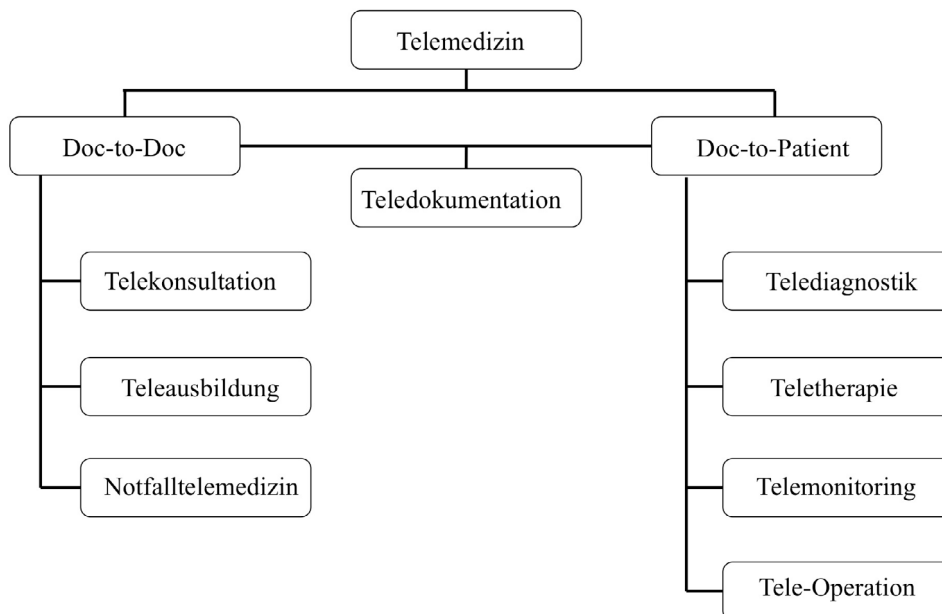 Telemedizin
Doc-to-Doc
Doc-to-Patient
Teledokumentation
Telekonsultation
Telediagnostik
Teleausbildung
Teletherapie
Notfalltelemedizin
Telemonitoring
Tele-Operation